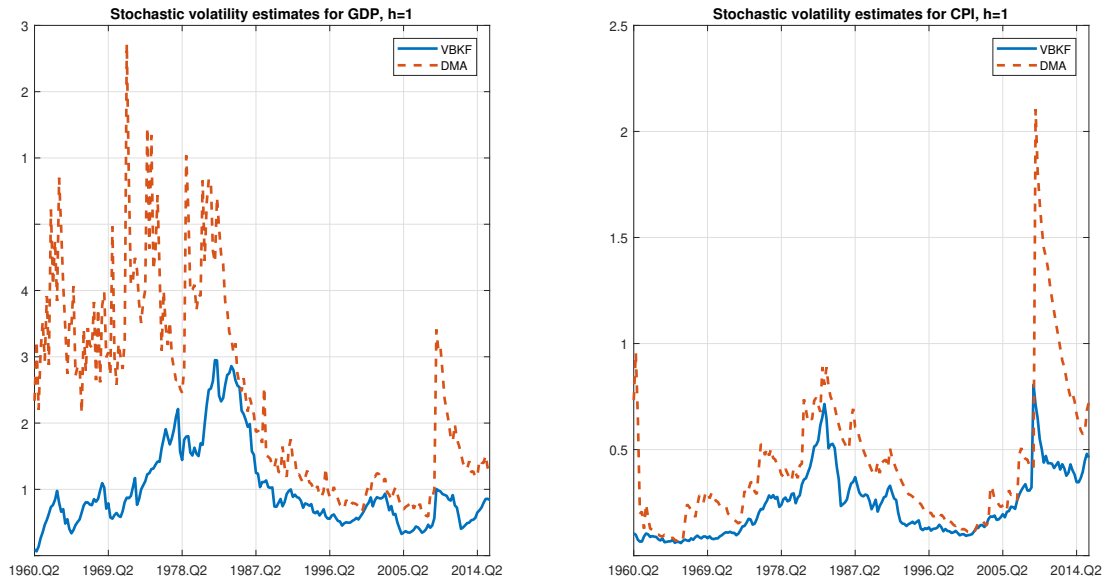 Stochastic volatility estimates for GDP, h=1
3
2
1
4
3
2
1
VBKF
DMA
1960.Q2
1969.Q2
1978.Q2
1987.Q2
1996.Q2
2005.Q2
2014.Q2
Stochastic volatility estimates for CPI, h=1
2.5
2
1.5
1
0.5
VBKF
DMA
1960.Q2
1969.Q2
1978.Q2
1987.Q2
1996.Q2
2005.Q2
2014.Q2